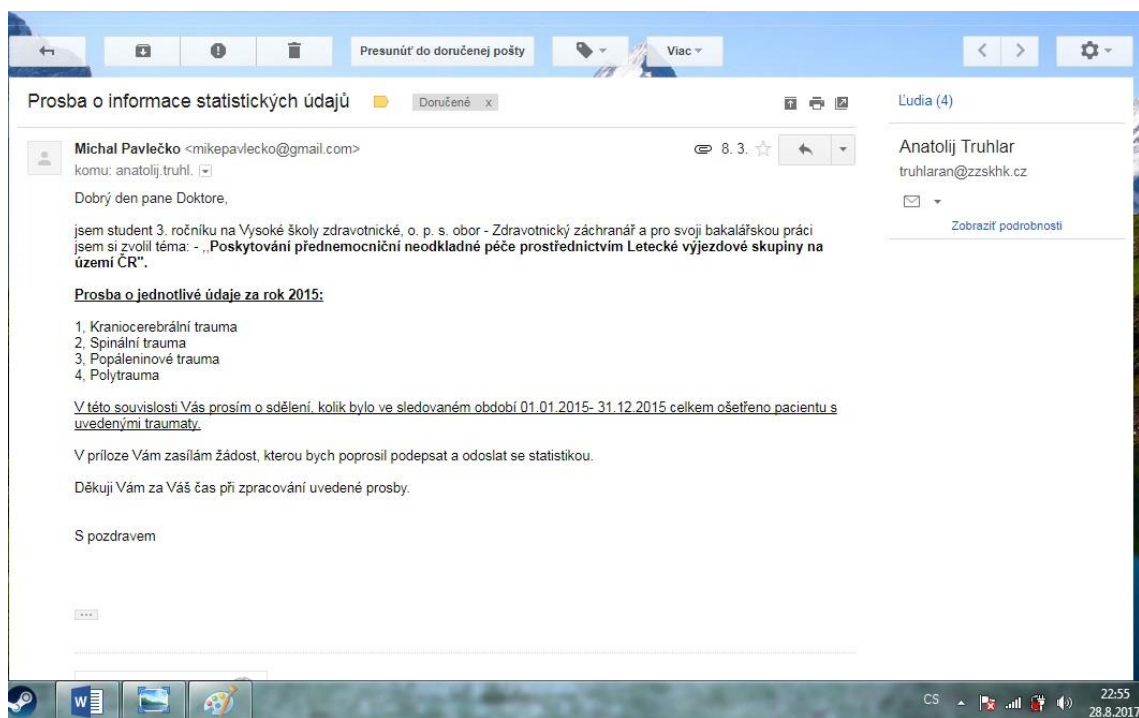 Presunúť do doručenej pošty
Viac
Prosba o informace statistických údajů
Doručené x
Ľudia (4)
Michal Pavlečko <mikepavlecko@gmail.com>
8. 3.
komu: anatolij.truhl.
Anatolij Truhlar
truhlaran@zzskhk.cz
Zobraziť podrobnosti
Dobrý den pane Doktore,
jsem student 3. ročníku na Vysoké školy zdravotnické, o. p. s. obor - Zdravotnický záchranář a pro svoji bakalářskou práci
jsem si zvolil téma: - ,,Poskytování přednemocniční neodkladné péče prostřednictvím Letecké výjezdové skupiny na
území ČR".
Prosba o jednotlivé údaje za rok 2015:
1, Kraniocerebrální trauma
2, Spinální trauma
3, Popáleninové trauma
4, Polytrauma
V této souvislosti Vás prosím o sdělení, kolik bylo ve sledovaném období 01.01.2015- 31.12.2015 celkem ošetřeno pacientu s
uvedenými traumaty.
V príloze Vám zasílám žádost, kterou bych poprosil podepsat a odoslat se statistikou.
Děkuji Vám za Váš čas při zpracování uvedené prosby.
S pozdravem
CS
22:55
28.8.2017